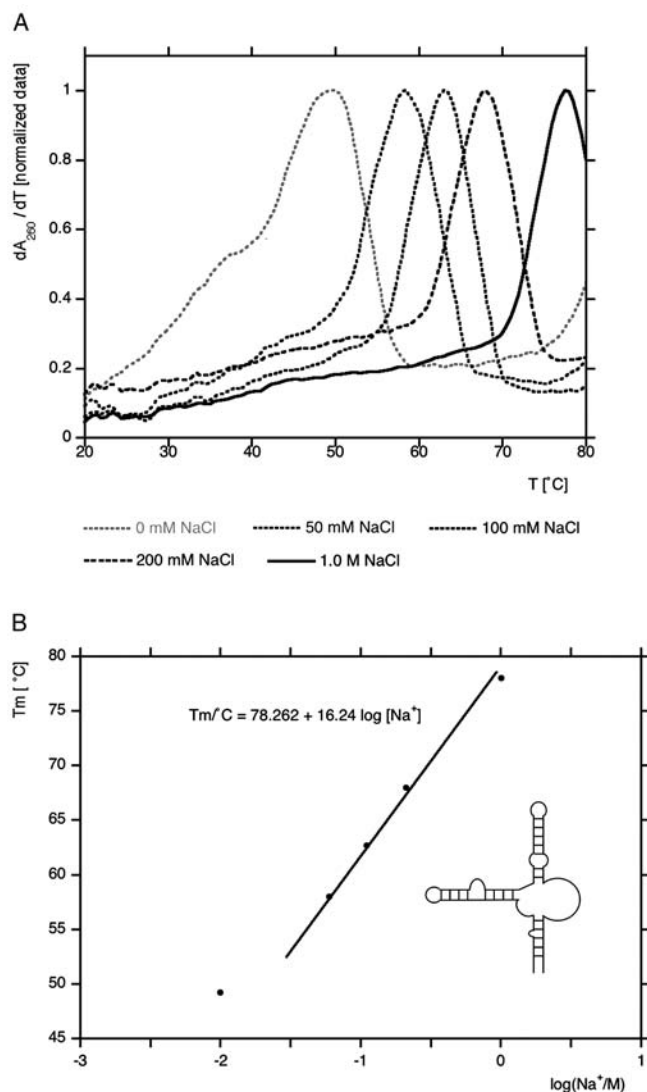 A
dA260 / dT [normalized data]
1
0.8
0.6
0.4
0.2
0
20 30 40 50 60 70 80
T [˚C]
0 mM NaCl 50 mM NaCl 100 mM NaCl
200 mM NaCl 1.0 M NaCl
B
Tm [ ˚C]
80
75
70
65
60
55
50
45
Tm/˚C = 78.262 + 16.24 log [Na+]
-3 -2 -1 0 1
log(Na+/M)